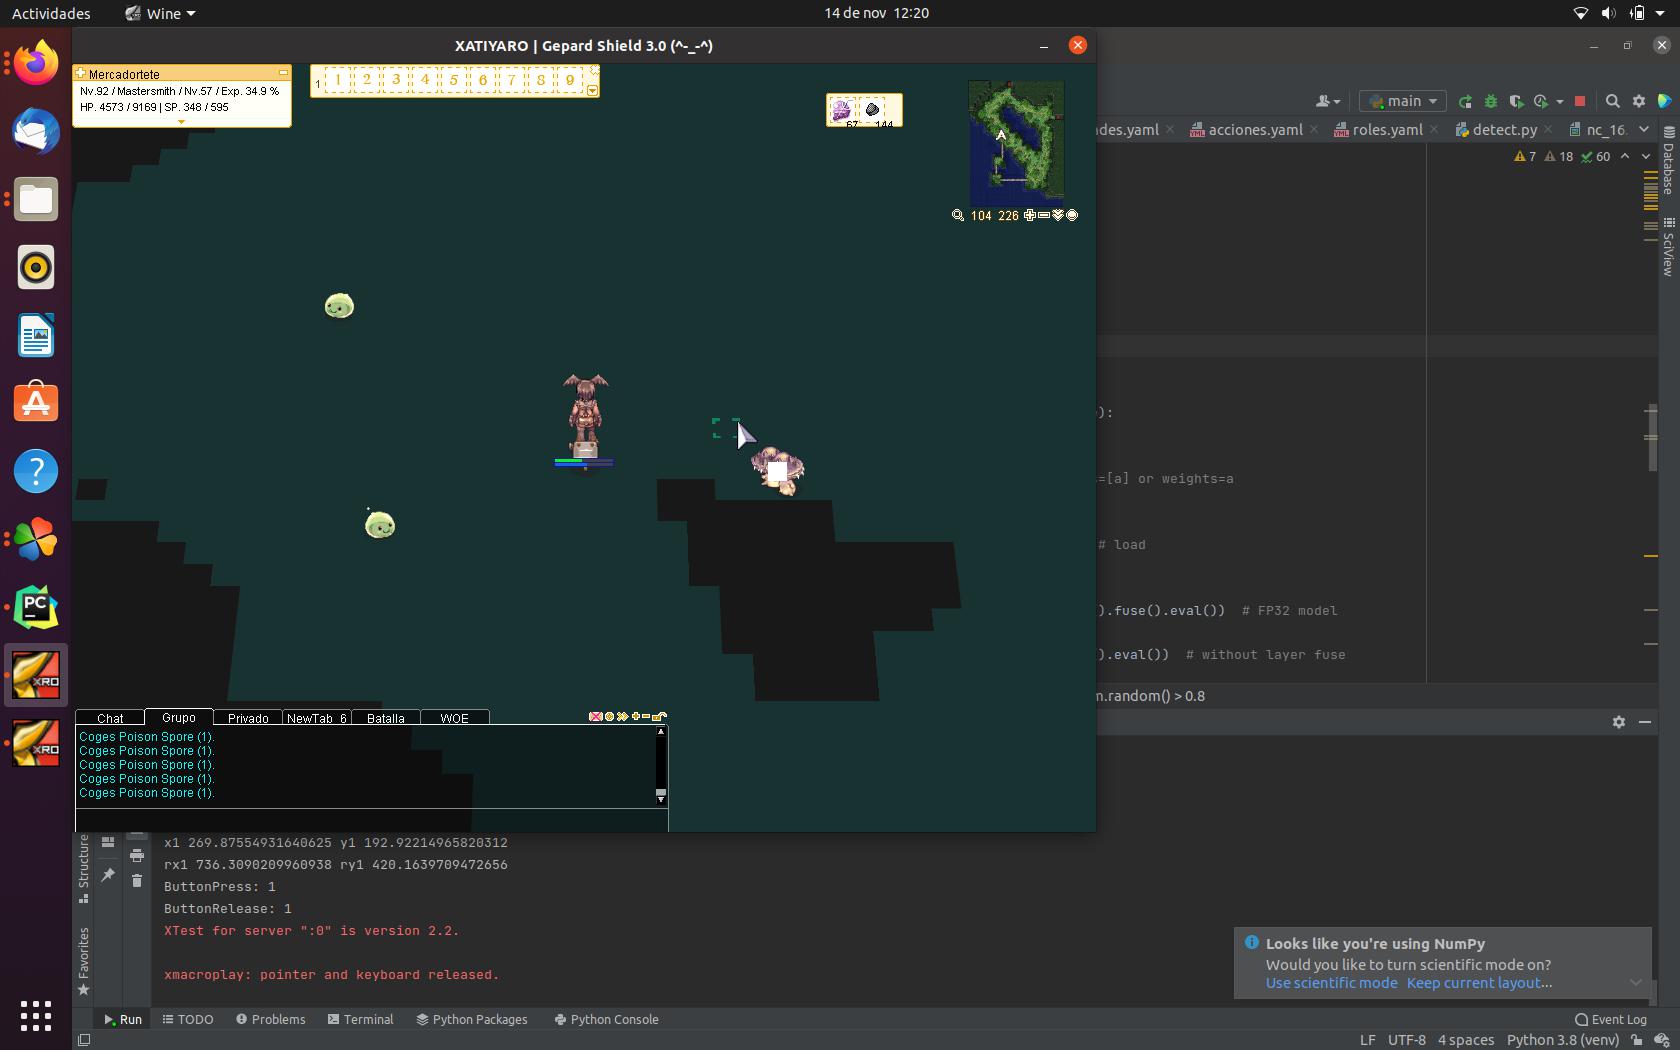 Actividades
Wine
14 de nov 12:20
XATIYARO | Gepard Shield 3.0 (^-_-^)
Mercadortete
Nv.92 / Mastersmith / Nv.57 / Exp. 34.9 %
HP. 4573 / 9169 | SP. 348 / 595
1 1 2 3 4 5 6 7 8 9
67 144
104 226
main
des.yaml
acciones.yaml
roles.yaml
detect.py
nc_16.
7 18 60
Database
SciView
):
=[a] or weights=a
# load
).fuse().eval()) # FP32 model
).eval()) # without layer fuse
m.random() > 0.8
Chat
Grupo
Privado
NewTab_6
Batalla
WOE
Coges Poison Spore (1).
Coges Poison Spore (1).
Coges Poison Spore (1).
Coges Poison Spore (1).
Coges Poison Spore (1).
PC
XRO
XRO
Structure
Favorites
x1 269.87554931640625 y1 192.92214965820312
rx1 736.3090209960938 ry1 420.1639709472656
ButtonPress: 1
ButtonRelease: 1
XTest for server ":0" is version 2.2.
xmacroplay: pointer and keyboard released.
Looks like you're using NumPy
Would you like to turn scientific mode on?
Use scientific mode Keep current layout...
Run
TODO
Problems
Terminal
Python Packages
Python Console
Event Log
LF UTF-8 4 spaces Python 3.8 (venv)